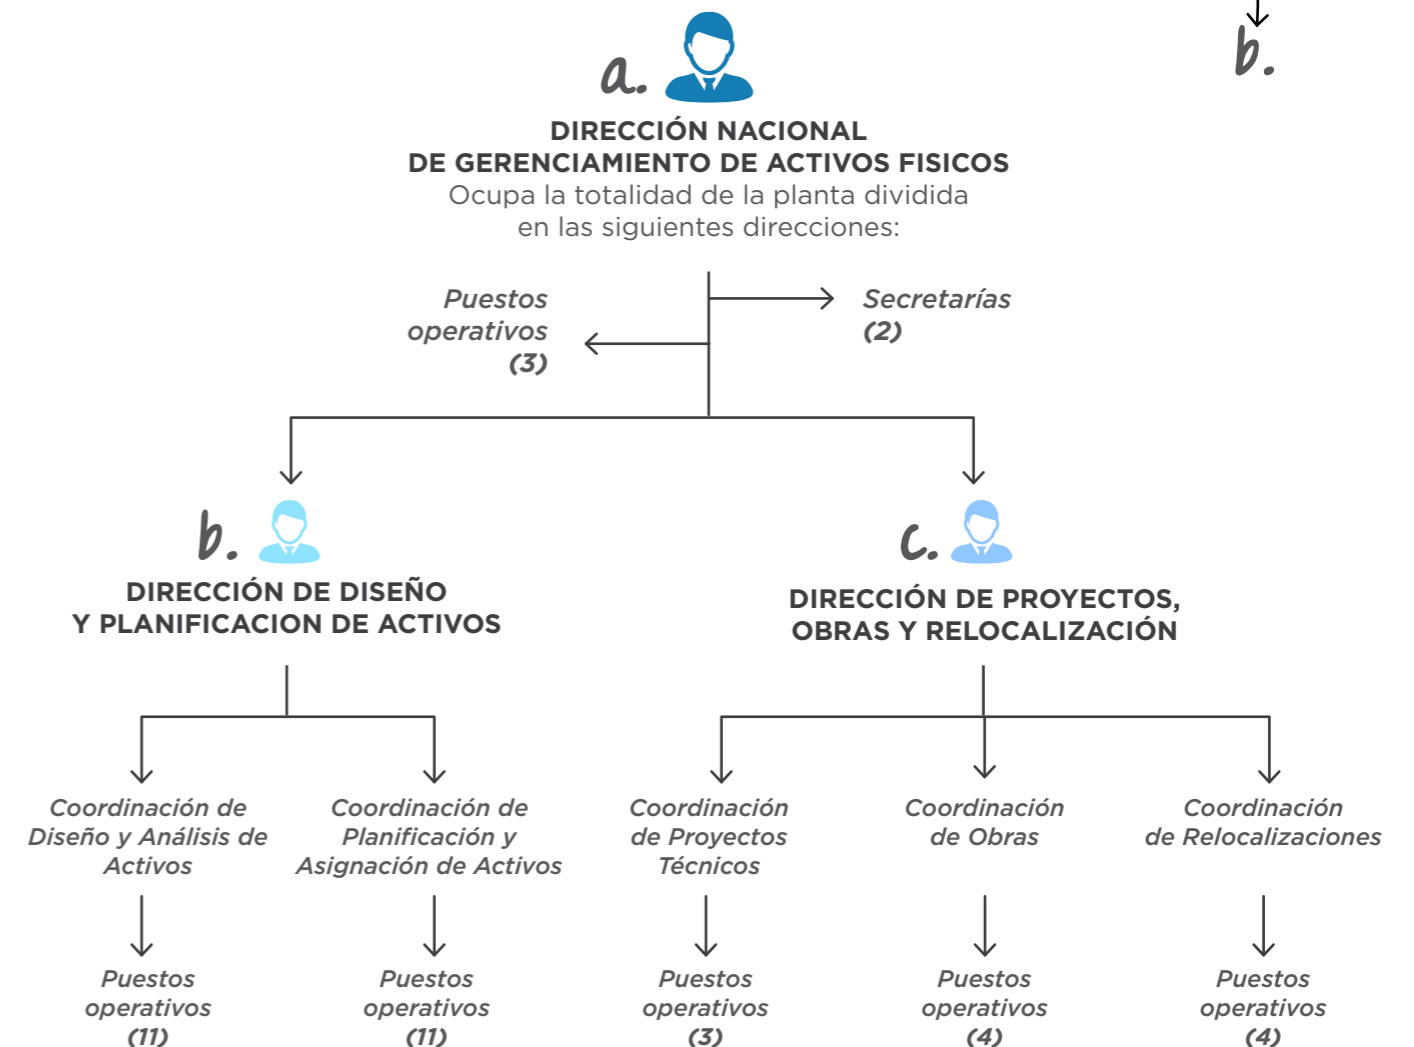 b.
a.
DIRECCIÓN NACIONAL
DE GERENCIAMIENTO DE ACTIVOS FISICOS
Ocupa la totalidad de la planta dividida
en las siguientes direcciones:
Puestos
operativos
(3)
Secretarías
(2)
b.
DIRECCIÓN DE DISEÑO
Y PLANIFICACION DE ACTIVOS
c.
DIRECCIÓN DE PROYECTOS,
OBRAS Y RELOCALIZACIÓN
Coordinación de
Diseño y Análisis de
Activos
Coordinación de
Planificación y
Asignación de Activos
Coordinación
de Proyectos
Técnicos
Coordinación
de Obras
Coordinación
de Relocalizaciones
Puestos
operativos
(11)
Puestos
operativos
(11)
Puestos
operativos
(3)
Puestos
operativos
(4)
Puestos
operativos
(4)